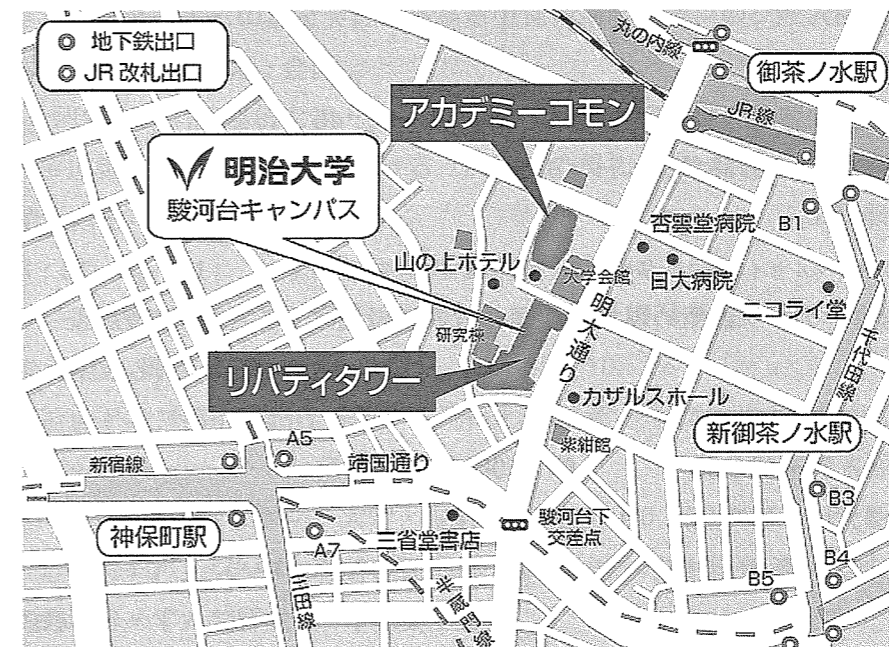 ◎ 地下鉄出口
◎ JR 改札出口
丸の内線
御茶ノ水駅
アカデミーコモン
JR線
明治大学
駿河台キャンパス
B1
杏雲堂病院
山の上ホテル
大学会館
日大病院
ニコライ堂
明大通り
研究棟
千代田線
リバティタワー
カザルスホール
新御茶ノ水駅
紫紺館
A5
新宿線
靖国通り
B3
神保町駅
A7
三省堂書店
駿河台下
交差点
B4
B5
三田線
半蔵門線